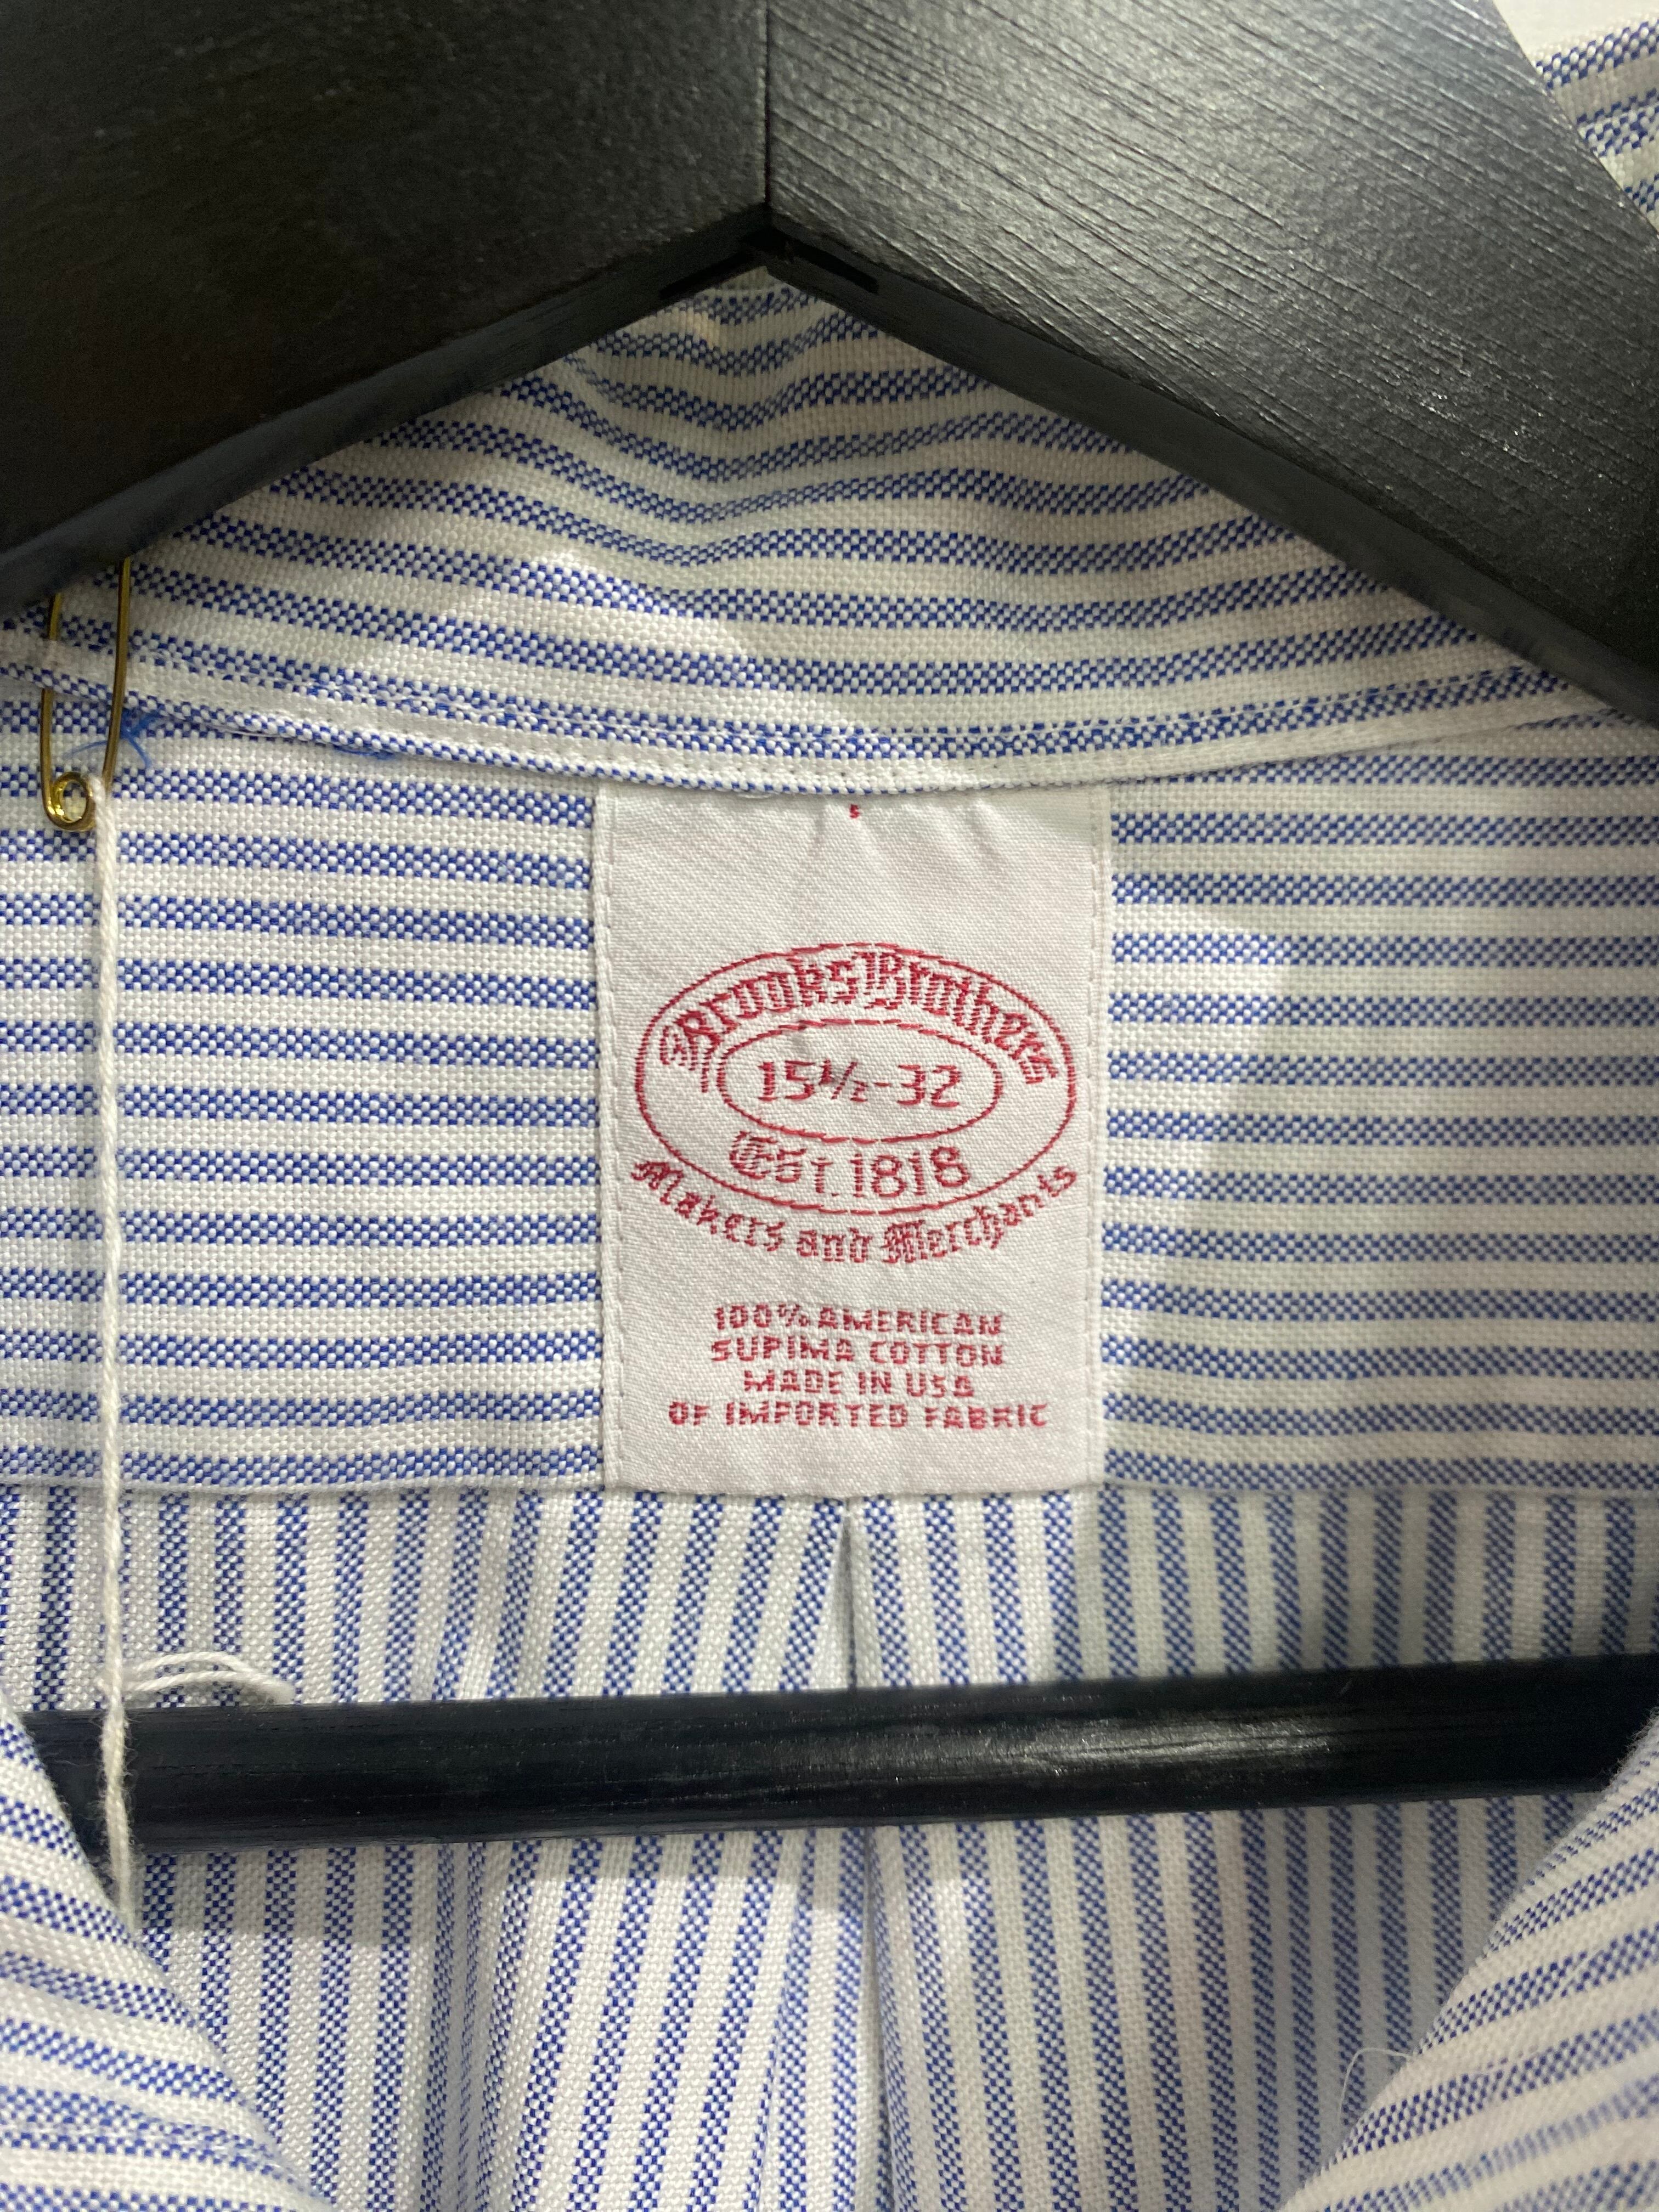 s
Brooks Brothers
15½-32
Est. 1818
Makers and Merchants
100% AMERICAN
SUPIMA COTTON
MADE IN USA
OF IMPORTED FABRIC